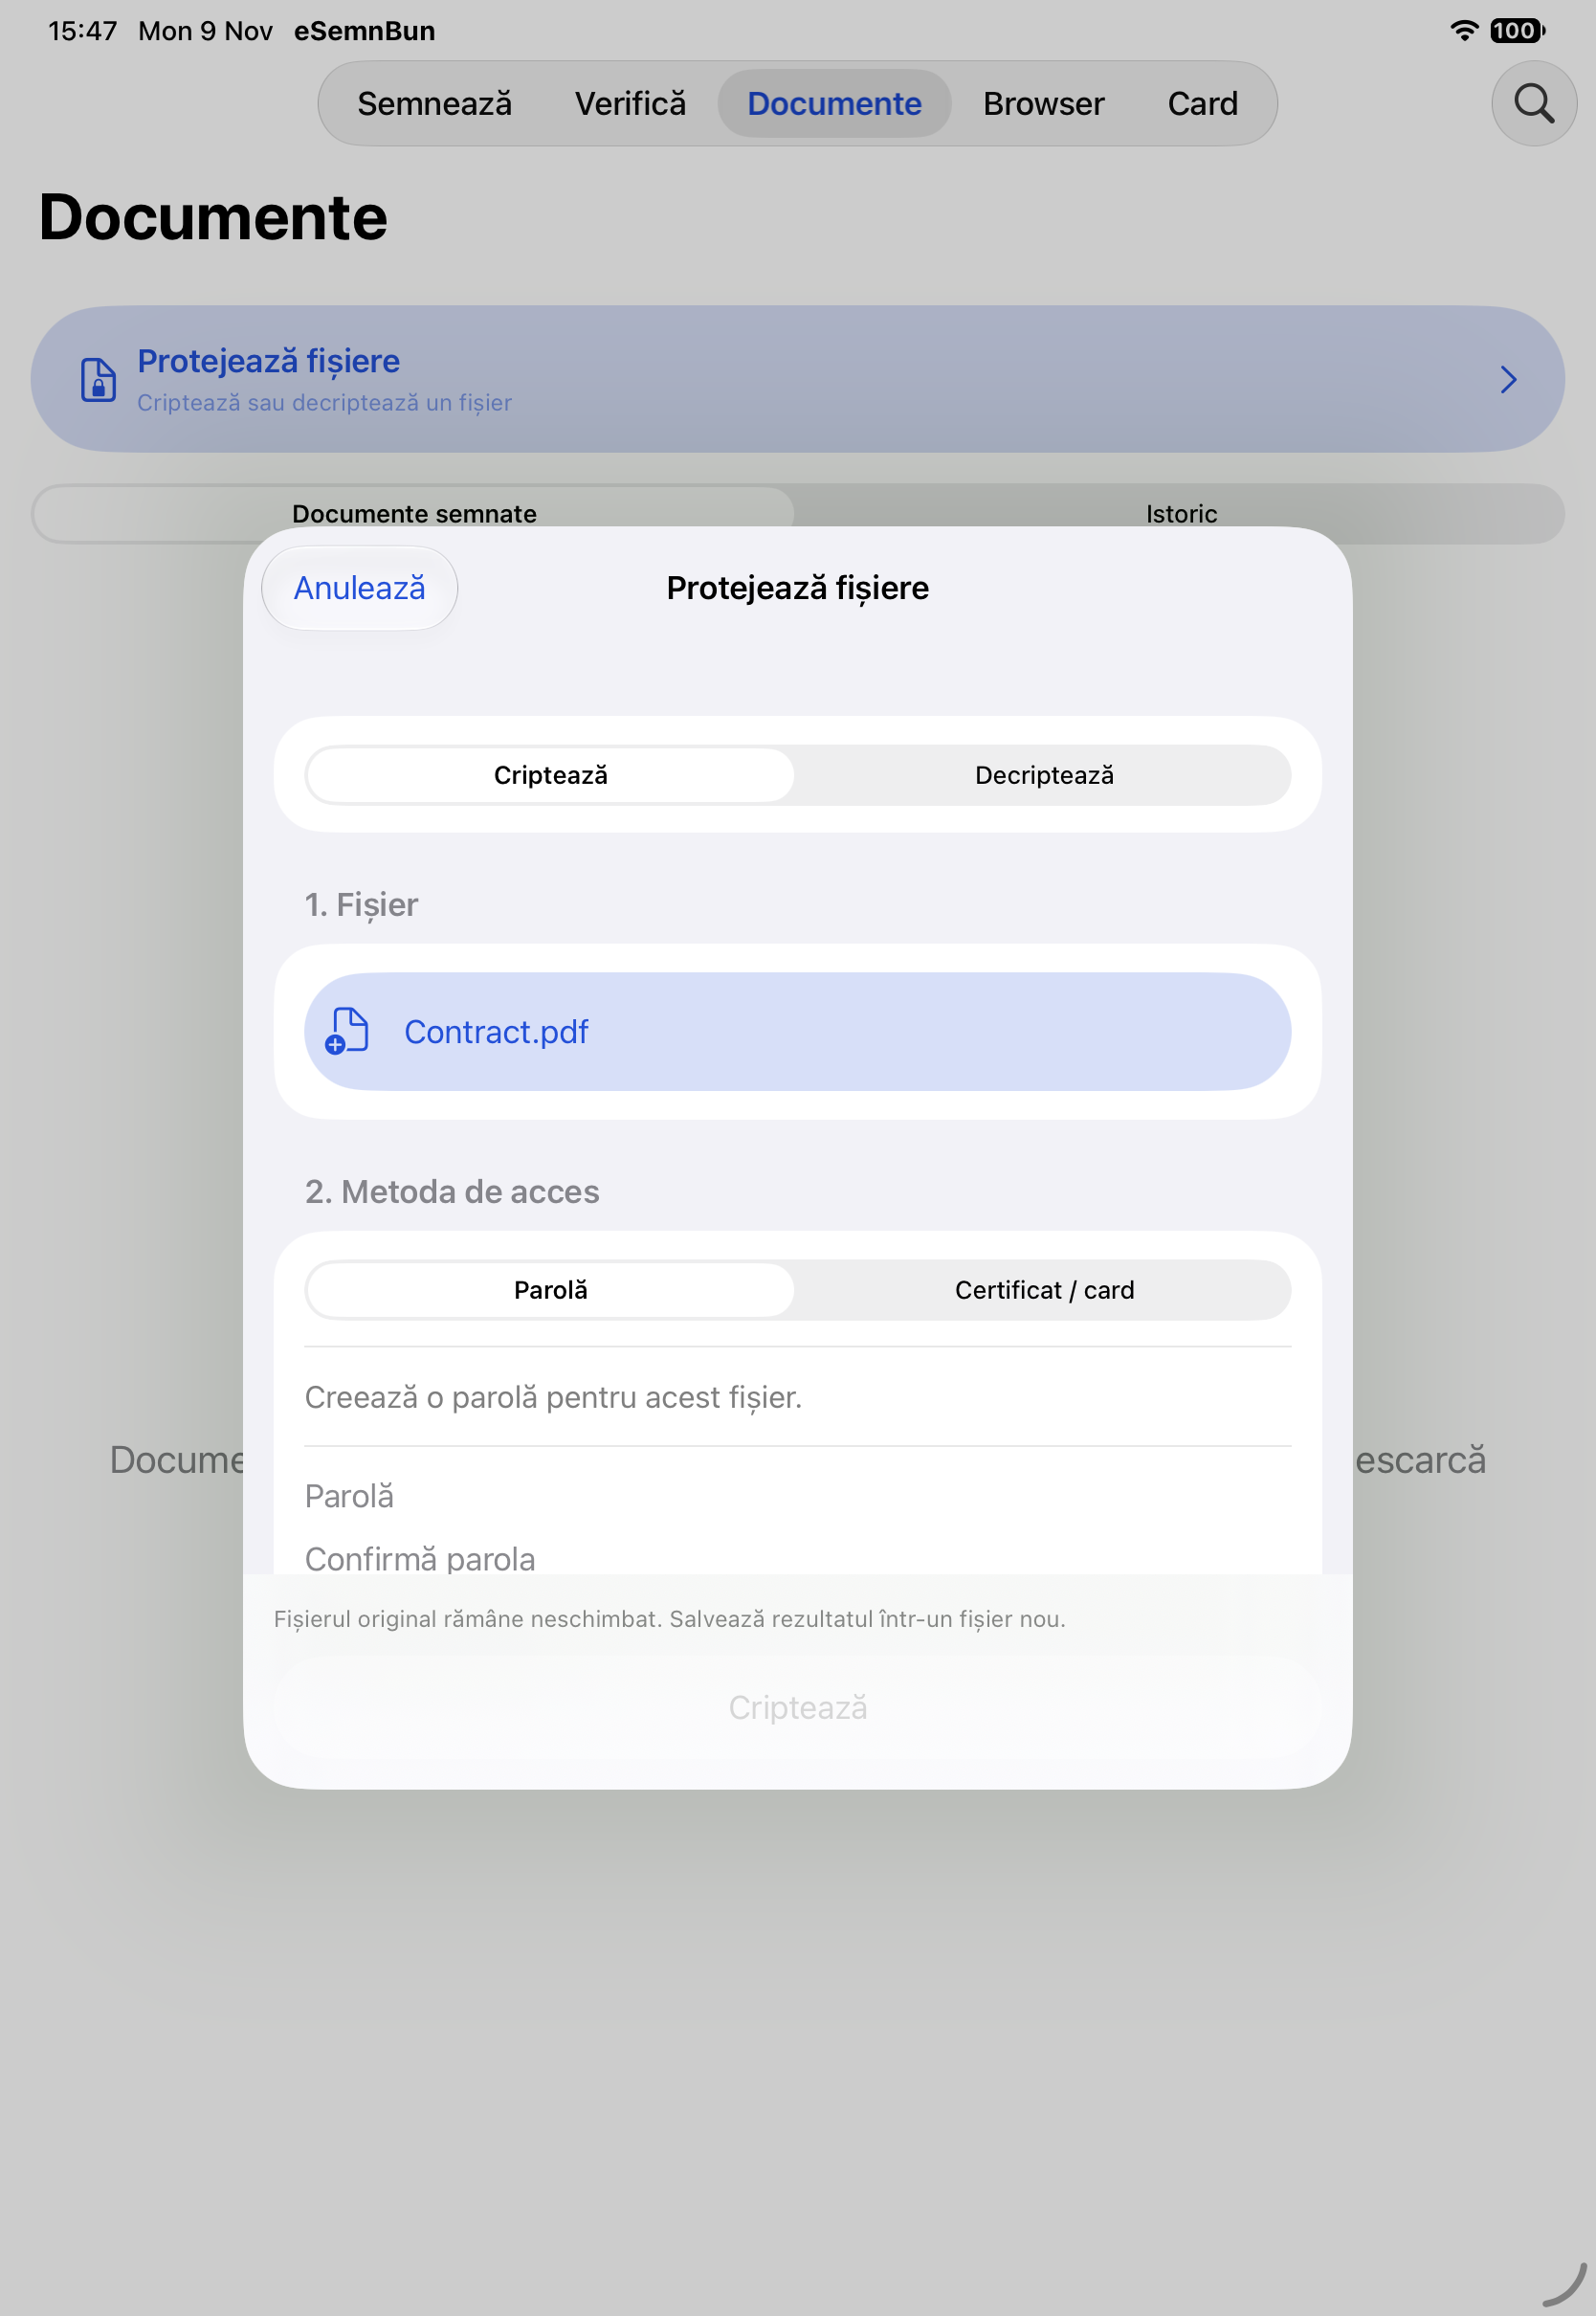 15:47 Mon 9 Nov eSemnBun
100
Semnează Verifică Documente Browser Card
Documente
Protejează fișiere
Criptează sau decriptează un fișier
Documente semnate Istoric
Anulează Protejează fișiere
Criptează Decriptează
1. Fișier
Contract.pdf
2. Metoda de acces
Parolă Certificat / card
Creează o parolă pentru acest fișier.
Docume escarcă
Parolă
Confirmă parola
Fișierul original rămâne neschimbat. Salvează rezultatul într-un fișier nou.
Criptează